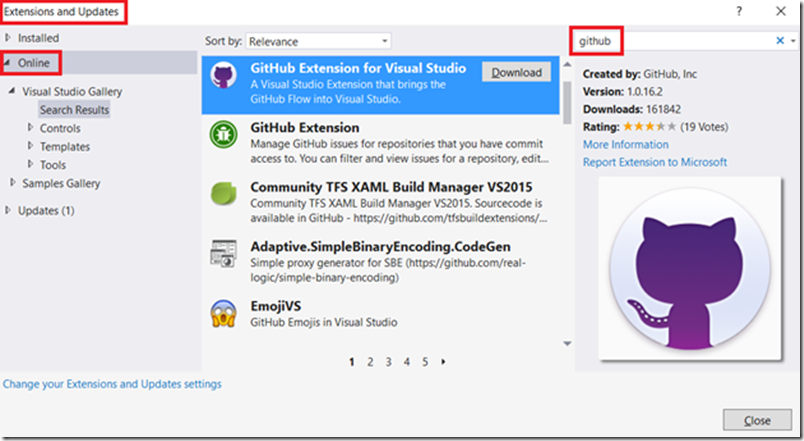 Extensions and Updates
?
Installed
Online
Visual Studio Gallery
Search Results
Controls
Templates
Tools
Samples Gallery
Updates (1)
Sort by: Relevance
GitHub Extension for Visual Studio
Download
A Visual Studio Extension that brings the
GitHub Flow into Visual Studio.
GitHub Extension
Manage GitHub issues for repositories that you have commit
access to. You can filter and view issues for a repository, edit...
Community TFS XAML Build Manager VS2015
Community TFS XAML Build Manager VS2015. Sourcecode is
available in GitHub - https://github.com/tfsbuildextensions/...
Adaptive.SimpleBinaryEncoding.CodeGen
Simple proxy generator for SBE (https://github.com/real-
logic/simple-binary-encoding)
EmojiVS
GitHub Emojis in Visual Studio
1 2 3 4 5
github
Created by: GitHub, Inc
Version: 1.0.16.2
Downloads: 161842
Rating: (19 Votes)
More Information
Report Extension to Microsoft
Change your Extensions and Updates settings
Close